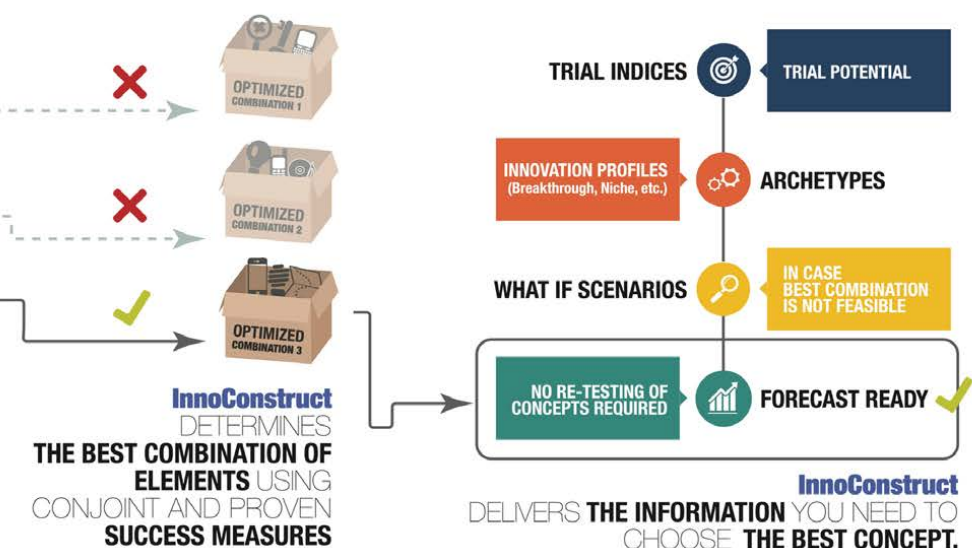 OPTIMIZED
COMBINATION 1
OPTIMIZED
COMBINATION 2
OPTIMIZED
COMBINATION 3
InnoConstruct
DETERMINES
THE BEST COMBINATION OF
ELEMENTS USING
CONJOINT AND PROVEN
SUCCESS MEASURES
TRIAL INDICES
TRIAL POTENTIAL
INNOVATION PROFILES
(Breakthrough, Niche, etc.)
ARCHETYPES
WHAT IF SCENARIOS
IN CASE
BEST COMBINATION
IS NOT FEASIBLE
NO RE-TESTING OF
CONCEPTS REQUIRED
FORECAST READY
InnoConstruct
DELIVERS THE INFORMATION YOU NEED TO
CHOOSE THE BEST CONCEPT.